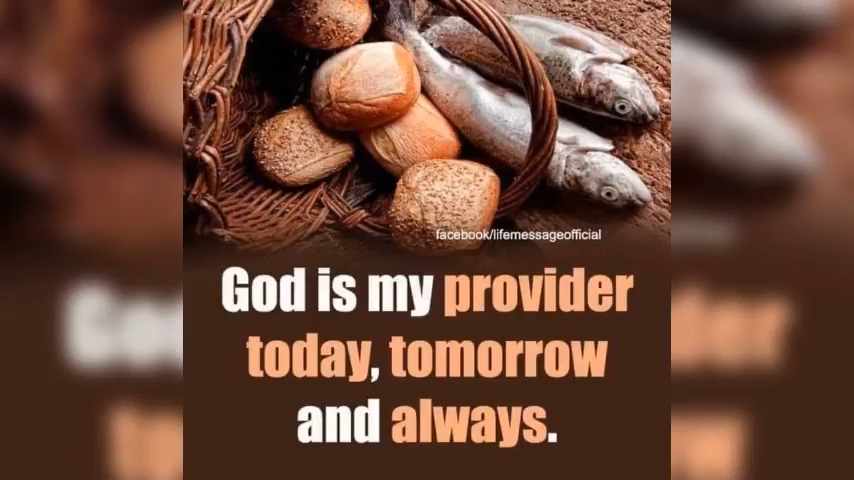 facebook/lifemessageofficial
God is my provider
today, tomorrow
and always.